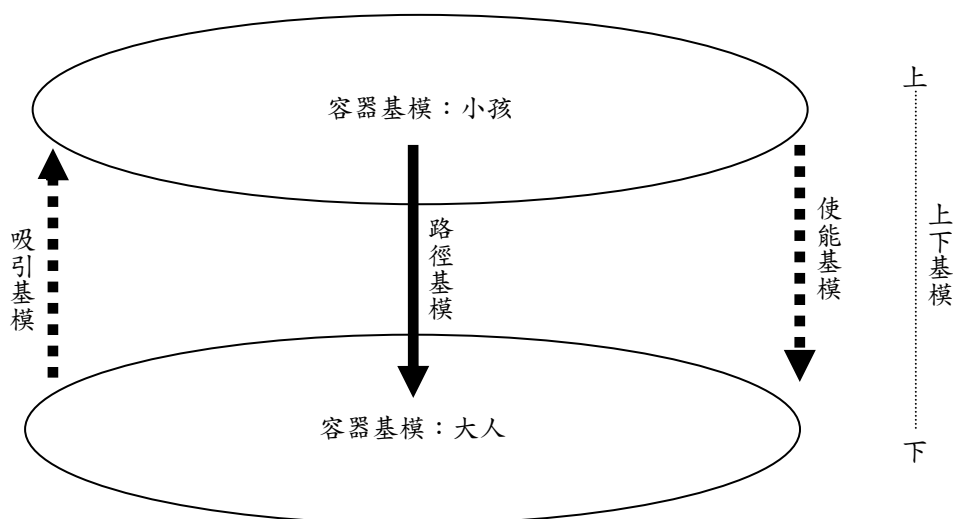 容器基模：小孩
上
吸引基模
路徑基模
使能基模
上下基模
容器基模：大人
下